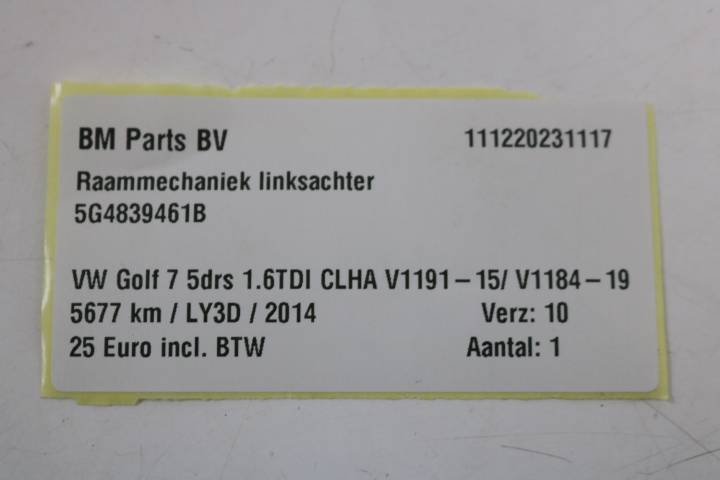 BM Parts BV 111220231117
Raammechaniek linksachter
5G4839461B
VW Golf 7 5drs 1.6TDI CLHA V1191-15/ V1184-19
5677 km / LY3D / 2014 Verz: 10
25 Euro incl. BTW Aantal: 1